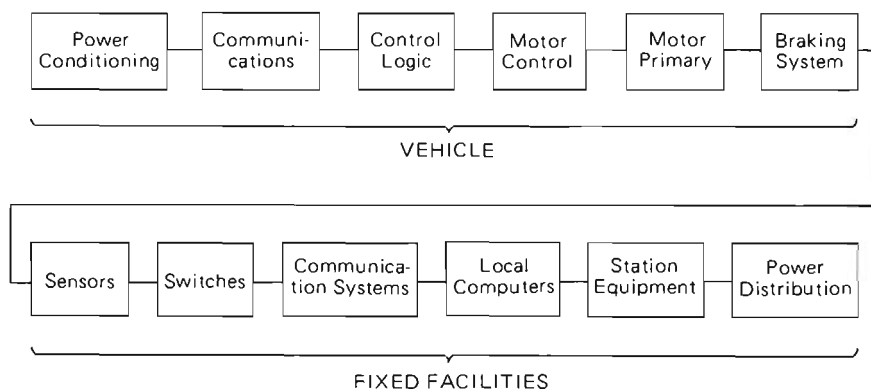 Power
Conditioning
Communi-
cations
Control
Logic
Motor
Control
Motor
Primary
Braking
System
VEHICLE
Sensors
Switches
Communica-
tion Systems
Local
Computers
Station
Equipment
Power
Distribution
FIXED FACILITIES